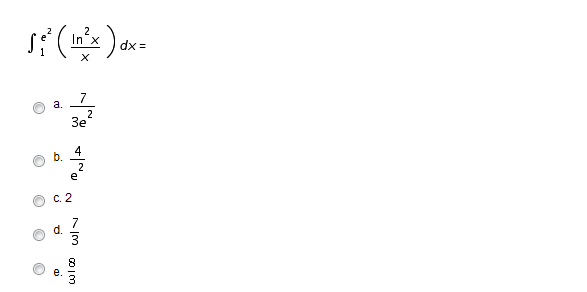 ∫₁^(e²) (ln²x / x) dx =
a. 7 / 3e²
b. 4 / e²
c. 2
d. 7 / 3
e. 8 / 3